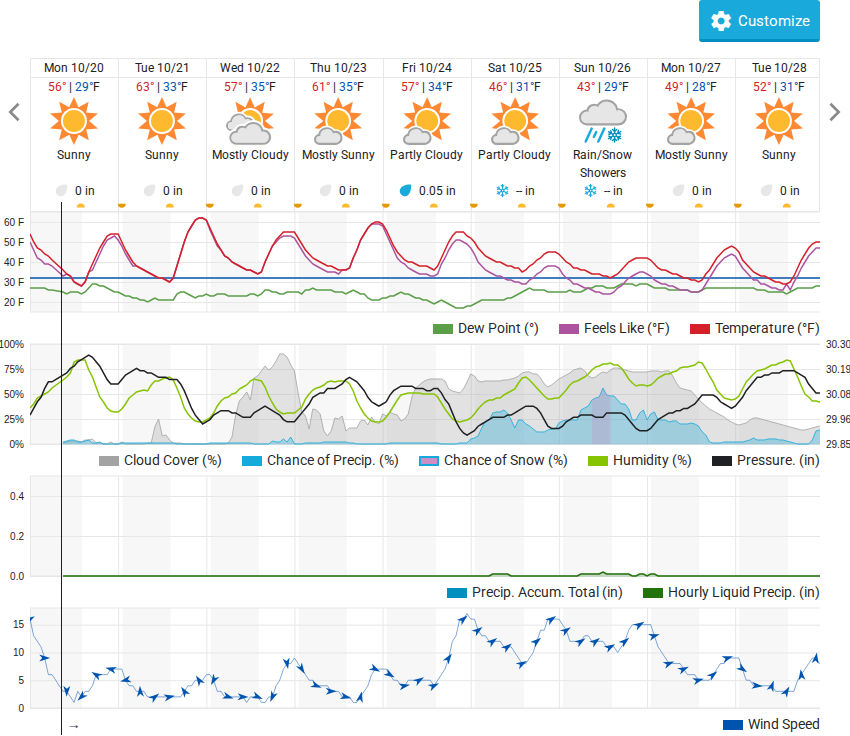 Customize
Mon 10/20 Tue 10/21 Wed 10/22 Thu 10/23 Fri 10/24 Sat 10/25 Sun 10/26 Mon 10/27 Tue 10/28
56° | 29°F 63° | 33°F 57° | 35°F 61° | 35°F 57° | 34°F 46° | 31°F 43° | 29°F 49° | 28°F 52° | 31°F
Sunny Sunny Mostly Cloudy Mostly Sunny Partly Cloudy Partly Cloudy Rain/Snow Mostly Sunny Sunny
Showers
0 in 0 in 0 in 0 in 0.05 in -- in -- in 0 in 0 in
60 F
50 F
40 F
30 F
20 F
Dew Point (°) Feels Like (°F) Temperature (°F)
100% 30.30
75% 30.19
50% 30.08
25% 29.96
0% 29.85
Cloud Cover (%) Chance of Precip. (%) Chance of Snow (%) Humidity (%) Pressure. (in)
0.4
0.2
0.0
Precip. Accum. Total (in) Hourly Liquid Precip. (in)
15
10
5
0
→ Wind Speed